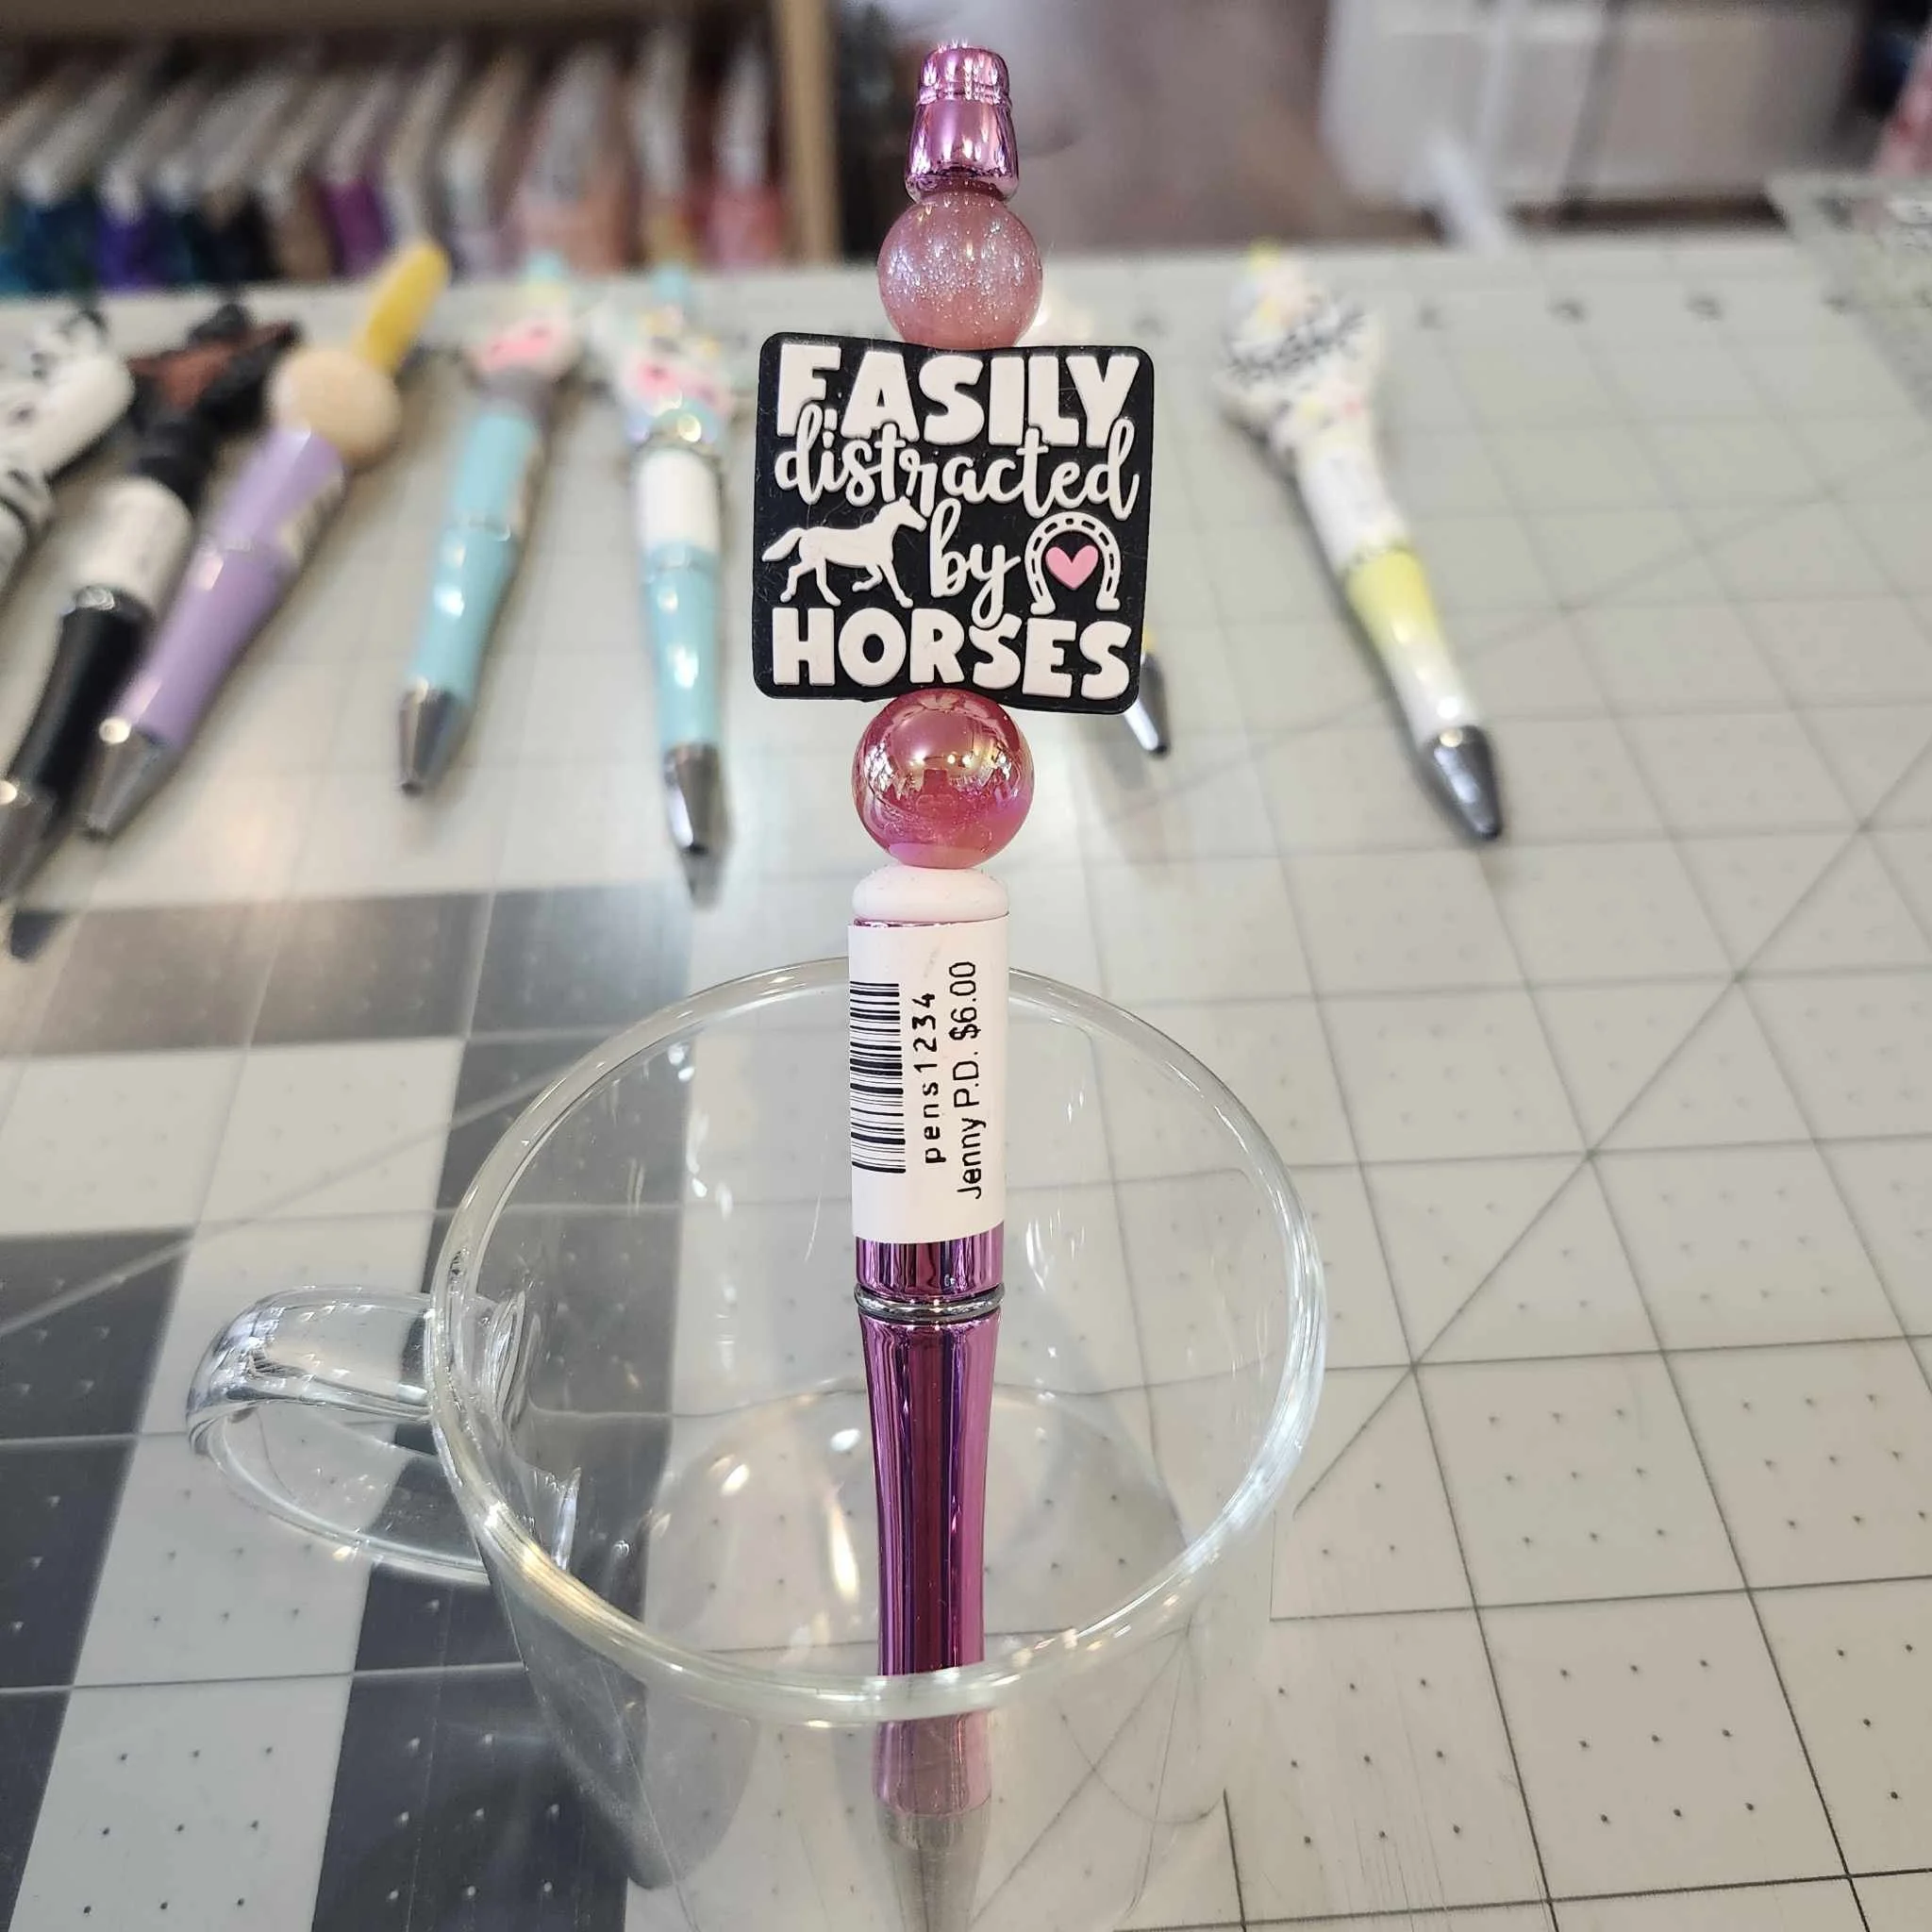 EASILY
distracted
by
HORSES
pens1234
Jenny P.D. $6.00